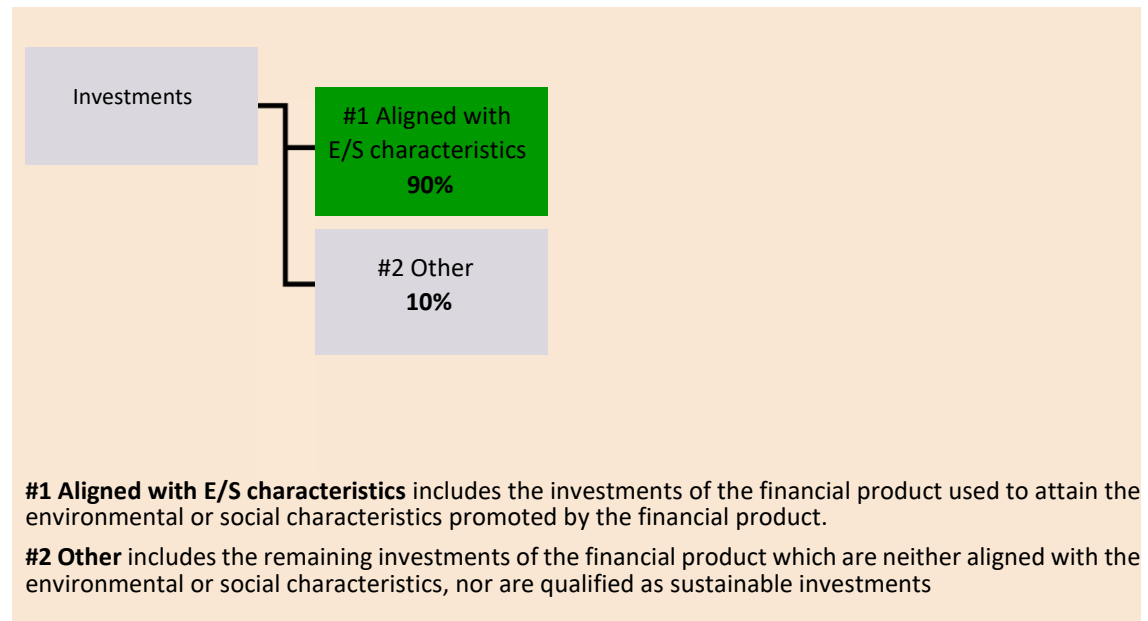 Investments
#1 Aligned with
E/S characteristics
90%
#2 Other
10%
#1 Aligned with E/S characteristics includes the investments of the financial product used to attain the
environmental or social characteristics promoted by the financial product.
#2 Other includes the remaining investments of the financial product which are neither aligned with the
environmental or social characteristics, nor are qualified as sustainable investments